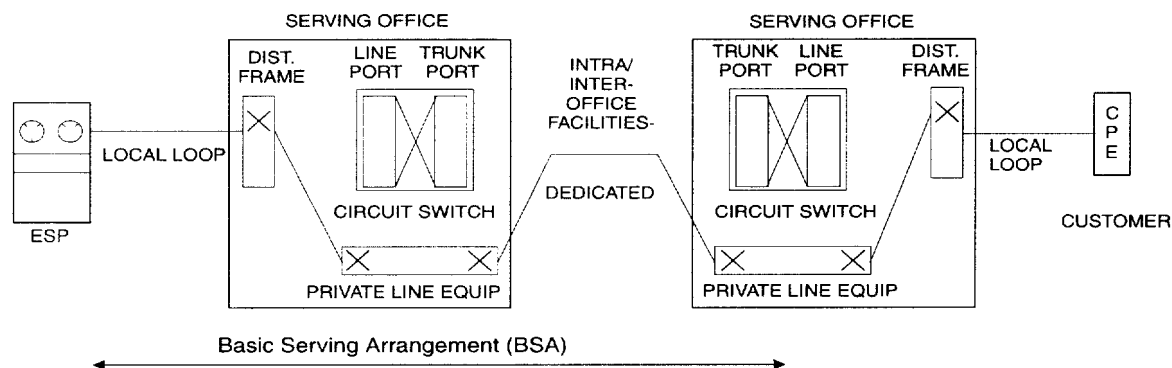 SERVING OFFICE
DIST.
FRAME
LINE
PORT
TRUNK
PORT
LOCAL LOOP
ESP
CIRCUIT SWITCH
PRIVATE LINE EQUIP
INTRA/
INTER-
OFFICE
FACILITIES-
DEDICATED
SERVING OFFICE
TRUNK
PORT
LINE
PORT
DIST.
FRAME
CIRCUIT SWITCH
PRIVATE LINE EQUIP
LOCAL
LOOP
CPE
CUSTOMER
Basic Serving Arrangement (BSA)